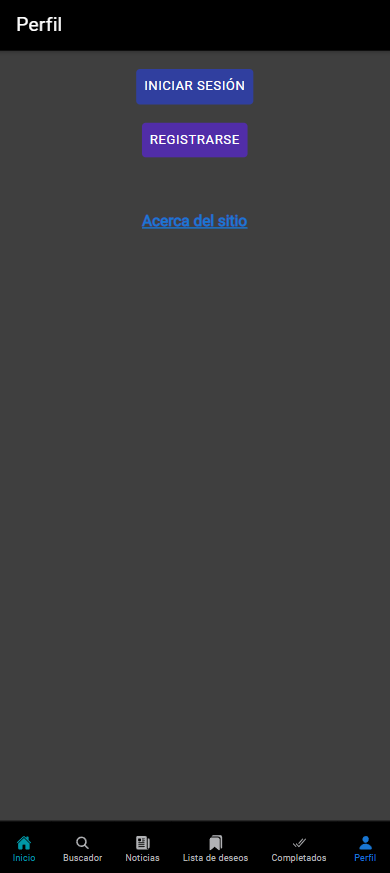 Perfil
INICIAR SESIÓN
REGISTRARSE
Acerca del sitio
Inicio Buscador Noticias Lista de deseos Completados Perfil